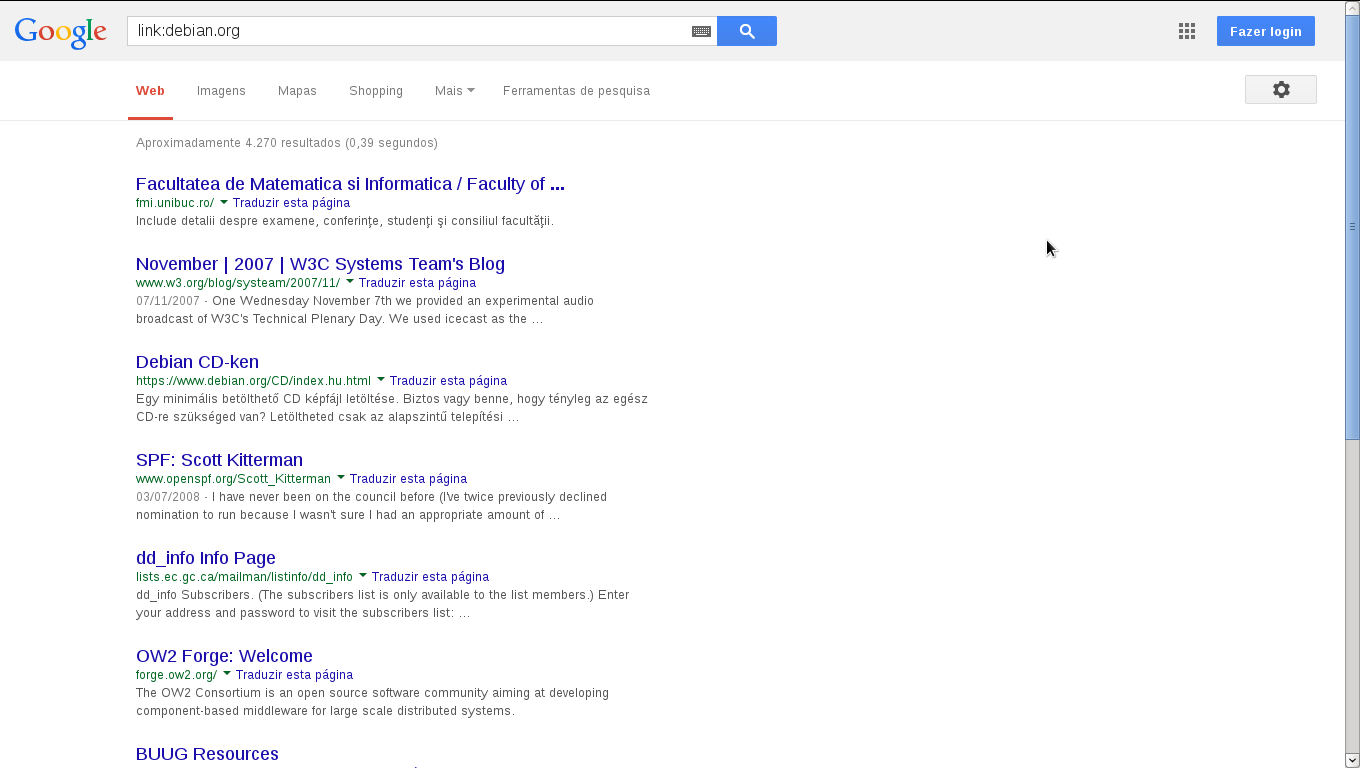 Google
link:debian.org
Fazer login
Web Imagens Mapas Shopping Mais Ferramentas de pesquisa
Aproximadamente 4.270 resultados (0,39 segundos)
Facultatea de Matematica si Informatica / Faculty of ...
fmi.unibuc.ro/ Traduzir esta página
Include detalii despre examene, conferinţe, studenţi şi consiliul facultăţii.
November | 2007 | W3C Systems Team's Blog
www.w3.org/blog/systeam/2007/11/ Traduzir esta página
07/11/2007 - One Wednesday November 7th we provided an experimental audio
broadcast of W3C's Technical Plenary Day. We used icecast as the ...
Debian CD-ken
https://www.debian.org/CD/index.hu.html Traduzir esta página
Egy minimális betölthető CD képfájl letöltése. Biztos vagy benne, hogy tényleg az egész
CD-re szükséged van? Letöltheted csak az alapszintű telepítési ...
SPF: Scott Kitterman
www.openspf.org/Scott_Kitterman Traduzir esta página
03/07/2008 - I have never been on the council before (I've twice previously declined
nomination to run because I wasn't sure I had an appropriate amount of ...
dd_info Info Page
lists.ec.gc.ca/mailman/listinfo/dd_info Traduzir esta página
dd_info Subscribers. (The subscribers list is only available to the list members.) Enter
your address and password to visit the subscribers list: ...
OW2 Forge: Welcome
forge.ow2.org/ Traduzir esta página
The OW2 Consortium is an open source software community aiming at developing
component-based middleware for large scale distributed systems.
BUUG Resources